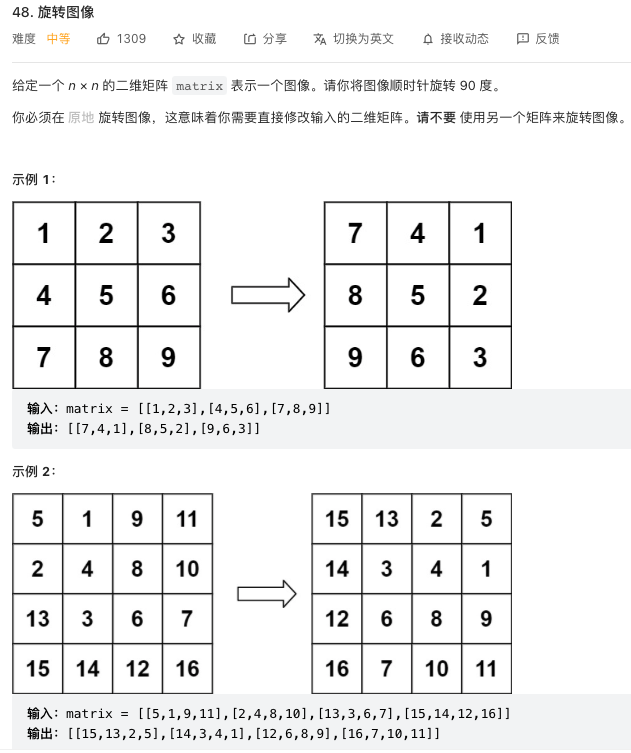 48. 旋转图像
难度 中等 1309 收藏 分享 切换为英文 接收动态 反馈
给定一个 n × n 的二维矩阵 matrix 表示一个图像。请你将图像顺时针旋转 90 度。
你必须在 原地 旋转图像，这意味着你需要直接修改输入的二维矩阵。请不要 使用另一个矩阵来旋转图像。
示例 1：
1 2 3 7 4 1
4 5 6 8 5 2
7 8 9 9 6 3
输入：matrix = [[1,2,3],[4,5,6],[7,8,9]]
输出：[[7,4,1],[8,5,2],[9,6,3]]
示例 2：
5 1 9 11 15 13 2 5
2 4 8 10 14 3 4 1
13 3 6 7 12 6 8 9
15 14 12 16 16 7 10 11
输入：matrix = [[5,1,9,11],[2,4,8,10],[13,3,6,7],[15,14,12,16]]
输出：[[15,13,2,5],[14,3,4,1],[12,6,8,9],[16,7,10,11]]